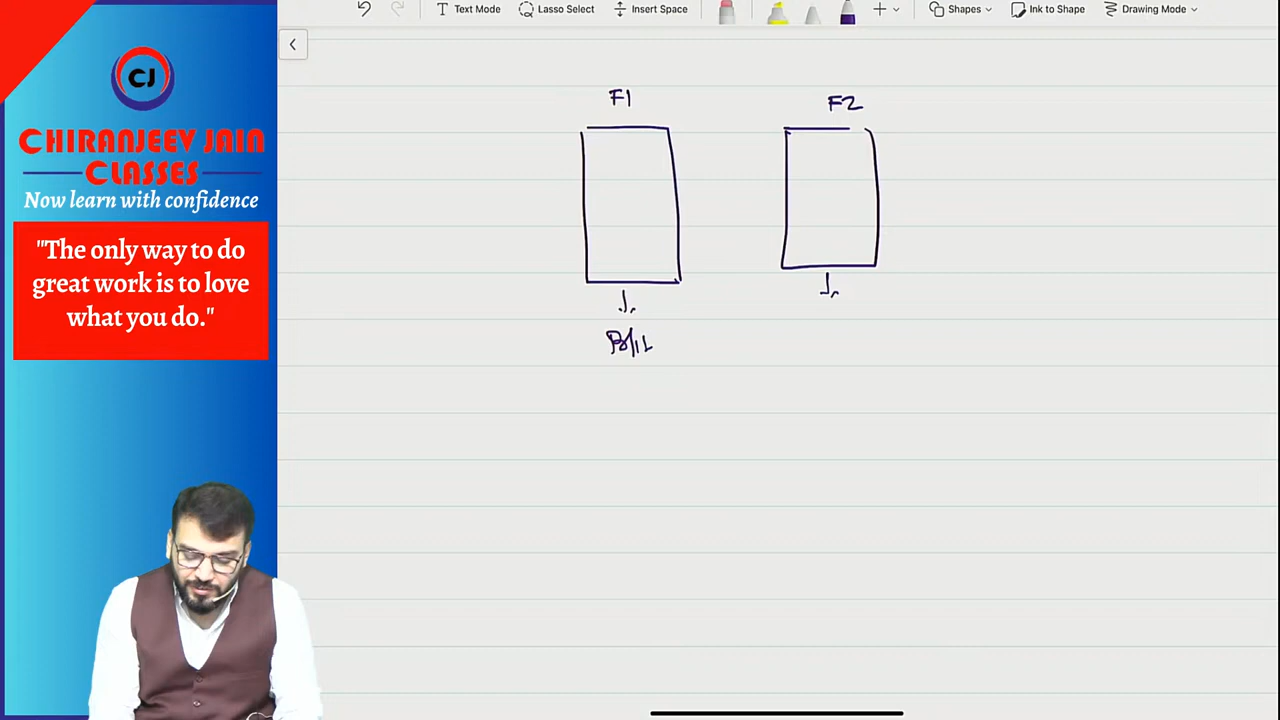 Text Mode
Lasso Select
Insert Space
Shapes
Ink to Shape
Drawing Mode
CJ
CHIRANJEEV JAIN
CLASSES
Now learn with confidence
"The only way to do
great work is to love
what you do."
F1
F2